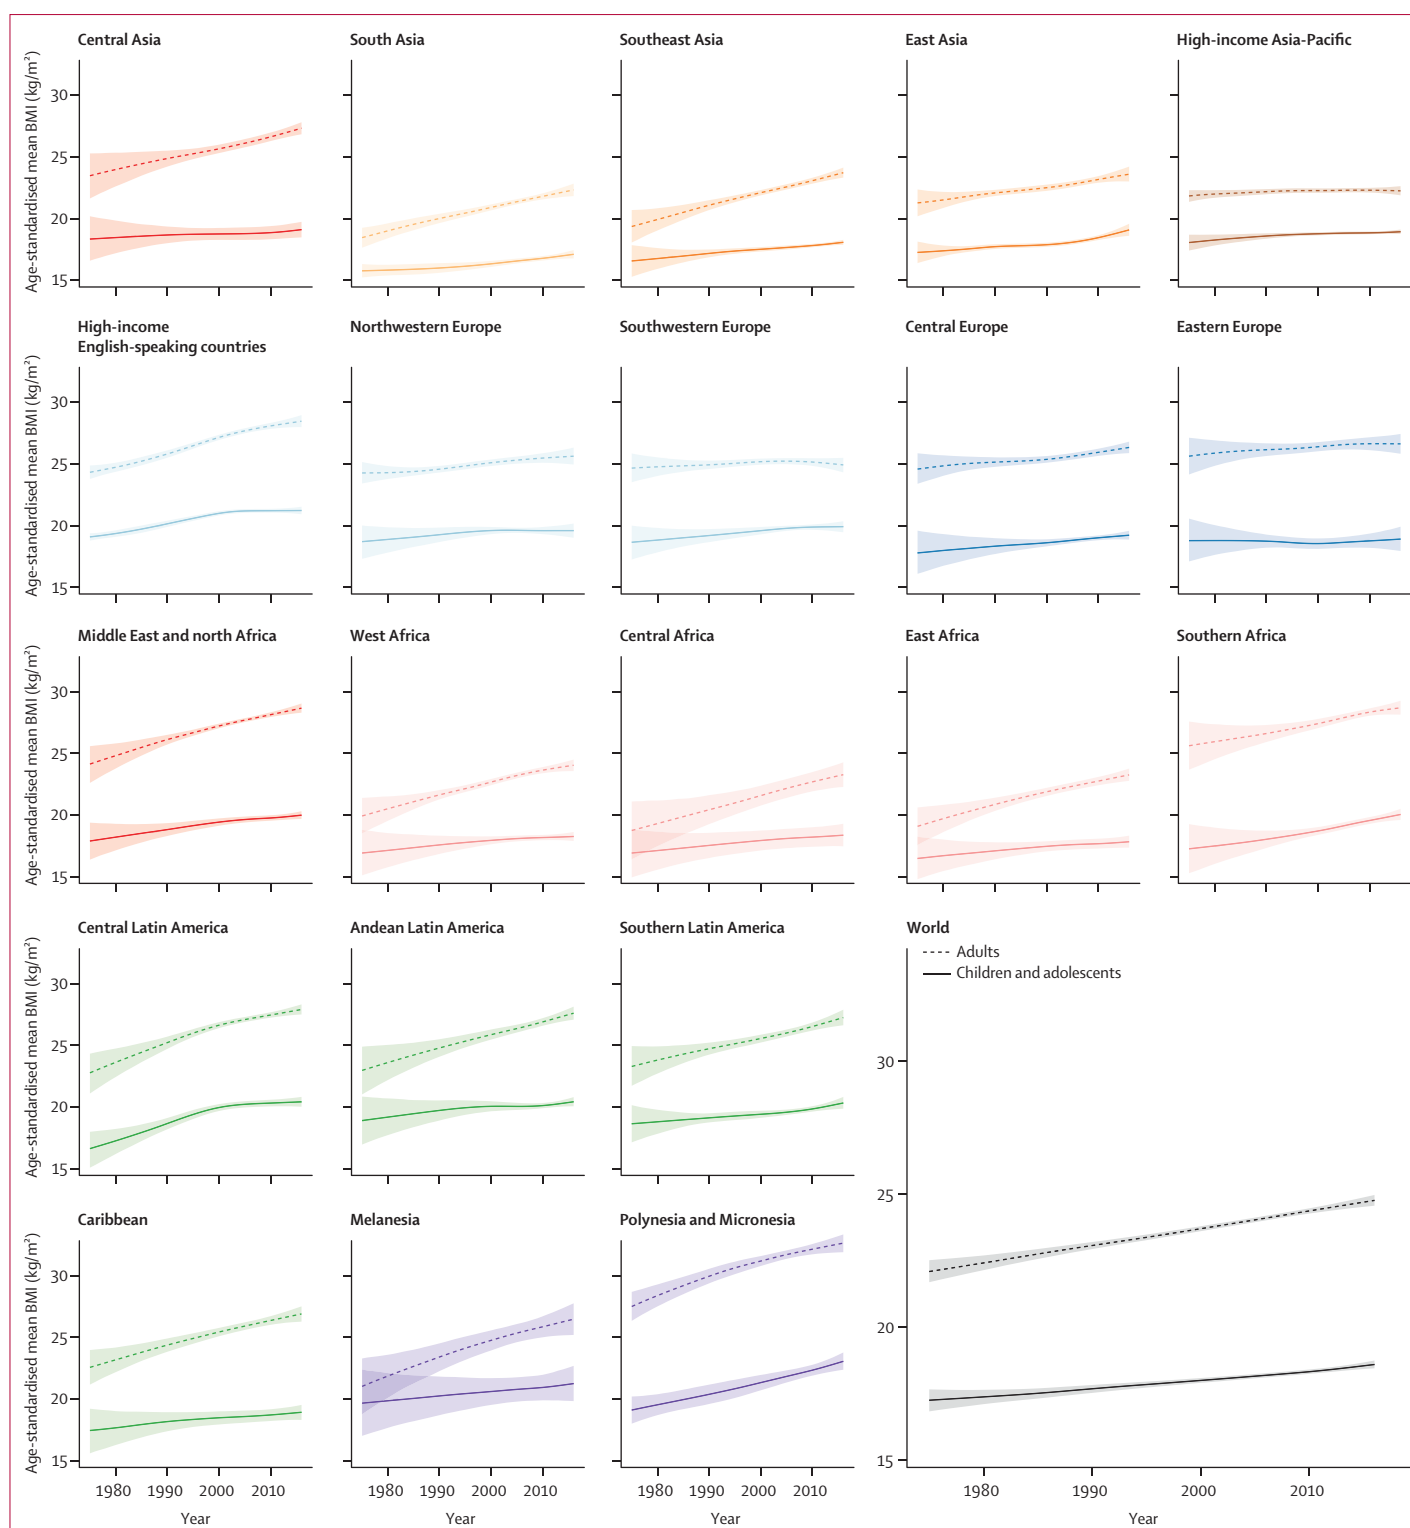 Central Asia
South Asia
Southeast Asia
East Asia
High-income Asia-Pacific
Age-standardised mean BMI (kg/m²)
30
25
20
15
High-income
English-speaking countries
Northwestern Europe
Southwestern Europe
Central Europe
Eastern Europe
Age-standardised mean BMI (kg/m²)
30
25
20
15
Middle East and north Africa
West Africa
Central Africa
East Africa
Southern Africa
Age-standardised mean BMI (kg/m²)
30
25
20
15
Central Latin America
Andean Latin America
Southern Latin America
World
Adults
Children and adolescents
Age-standardised mean BMI (kg/m²)
30
25
20
15
30
25
20
15
Caribbean
Melanesia
Polynesia and Micronesia
Age-standardised mean BMI (kg/m²)
30
25
20
15
1980 1990 2000 2010
Year
1980 1990 2000 2010
Year
1980 1990 2000 2010
Year
1980 1990 2000 2010
Year